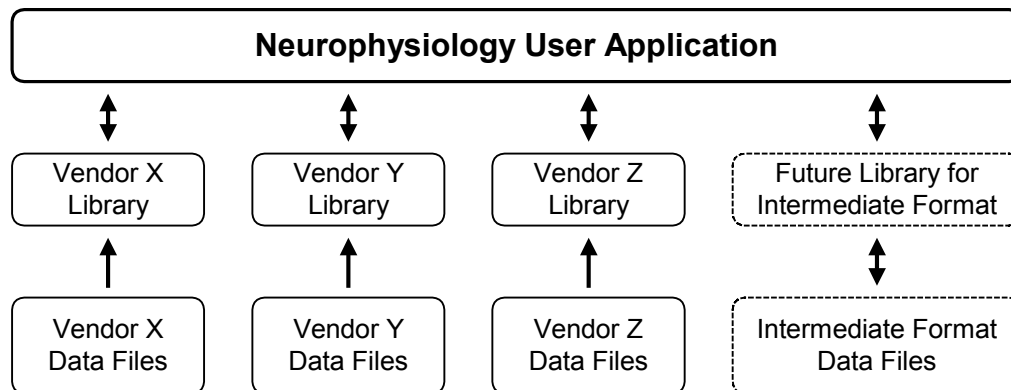 Neurophysiology User Application
Vendor X
Library
Vendor Y
Library
Vendor Z
Library
Future Library for
Intermediate Format
Vendor X
Data Files
Vendor Y
Data Files
Vendor Z
Data Files
Intermediate Format
Data Files